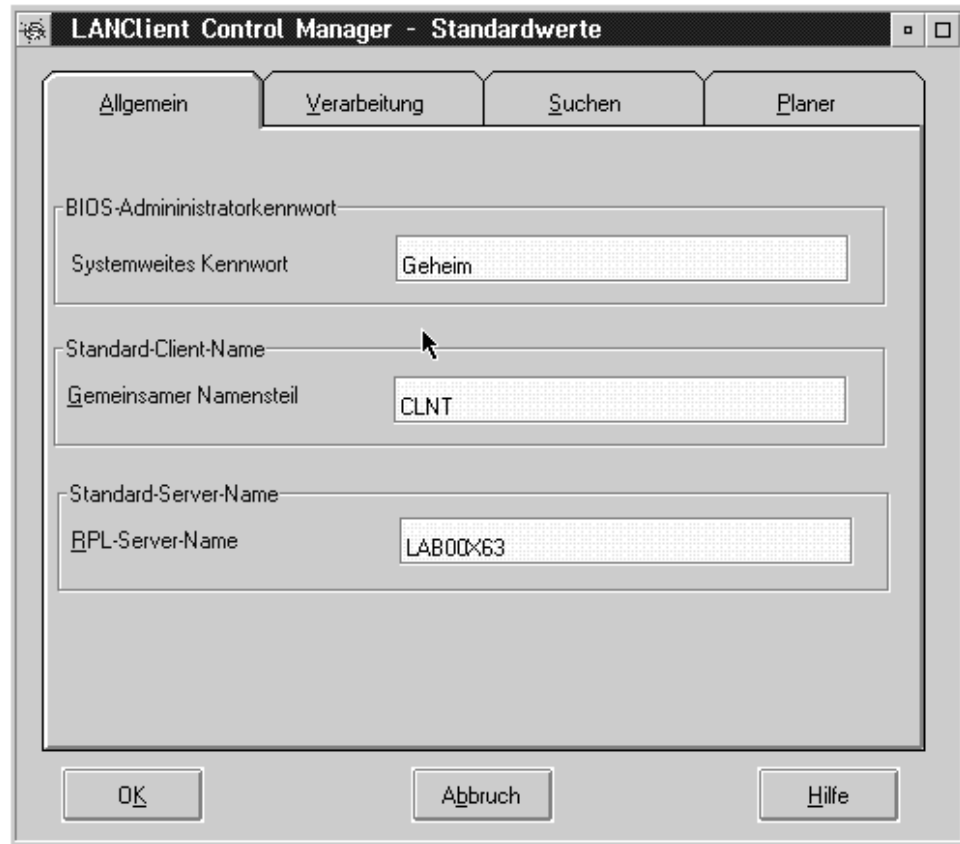 LANClient Control Manager - Standardwerte
Allgemein Verarbeitung Suchen Planer
BIOS-Admininistratorkennwort
Systemweites Kennwort Geheim
Standard-Client-Name
Gemeinsamer Namensteil CLNT
Standard-Server-Name
RPL-Server-Name LAB00X63
OK Abbruch Hilfe